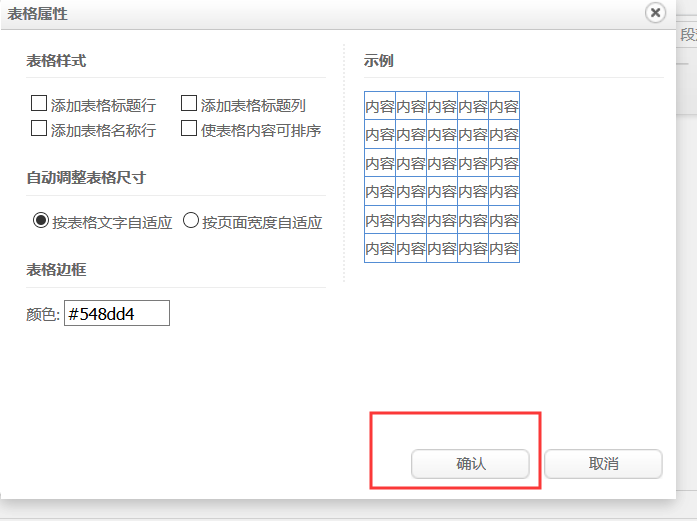 表格属性
段
表格样式
添加表格标题行 添加表格标题列
添加表格名称行 使表格内容可排序
自动调整表格尺寸
按表格文字自适应 按页面宽度自适应
表格边框
颜色: #548dd4
示例
内容 内容 内容 内容 内容
内容 内容 内容 内容 内容
内容 内容 内容 内容 内容
内容 内容 内容 内容 内容
内容 内容 内容 内容 内容
内容 内容 内容 内容 内容
确认 取消